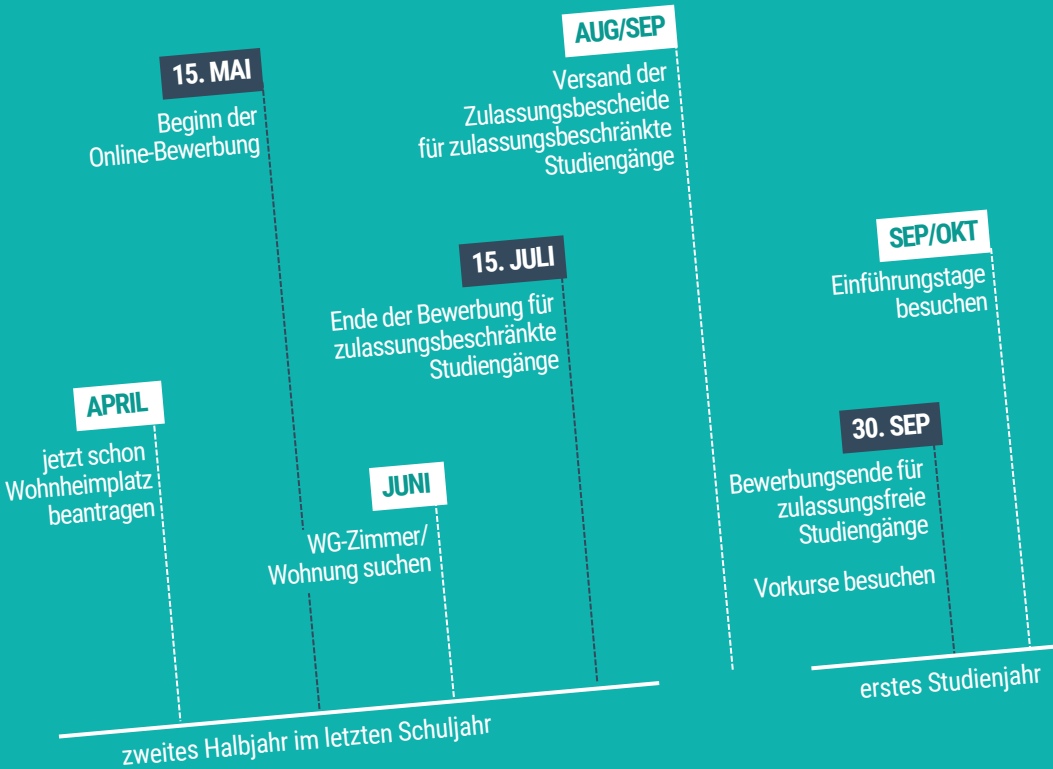 APRIL
jetzt schon
Wohnheimplatz
beantragen
15. MAI
Beginn der
Online-Bewerbung
JUNI
WG-Zimmer/
Wohnung suchen
15. JULI
Ende der Bewerbung für
zulassungsbeschränkte
Studiengänge
AUG/SEP
Versand der
Zulassungsbescheide
für zulassungsbeschränkte
Studiengänge
30. SEP
Bewerbungsende für
zulassungsfreie
Studiengänge
Vorkurse besuchen
SEP/OKT
Einführungstage
besuchen
zweites Halbjahr im letzten Schuljahr
erstes Studienjahr